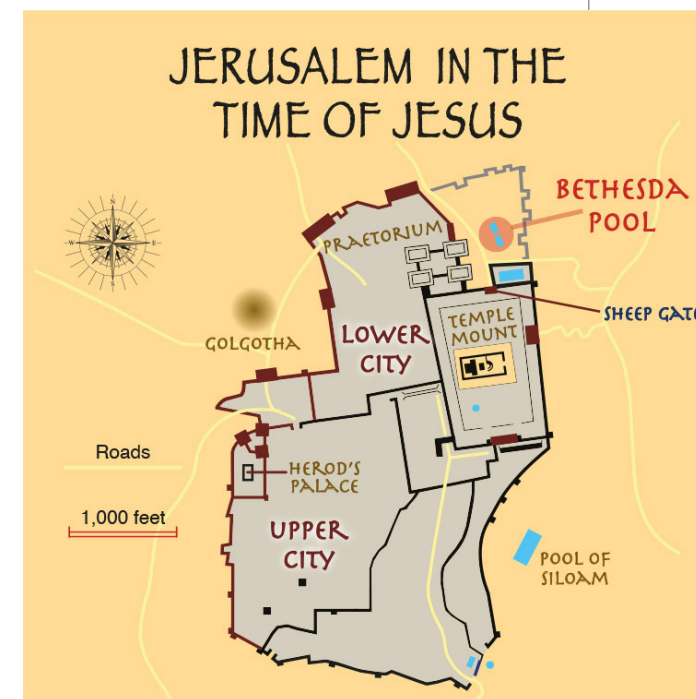 JERUSALEM IN THE
TIME OF JESUS
BETHESDA
POOL
PRAETORIUM
N
W
E
S
SHEEP GATE
TEMPLE
MOUNT
GOLGOTHA
LOWER
CITY
Roads
HEROD'S
PALACE
1,000 feet
UPPER
CITY
POOL OF
SILOAM